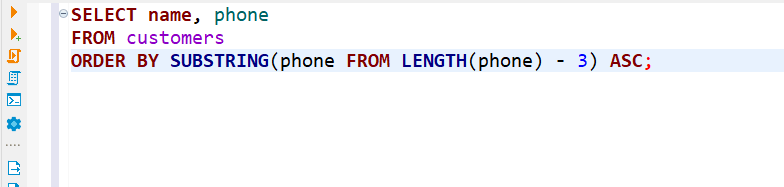 SELECT name, phone
FROM customers
ORDER BY SUBSTRING(phone FROM LENGTH(phone) - 3) ASC;